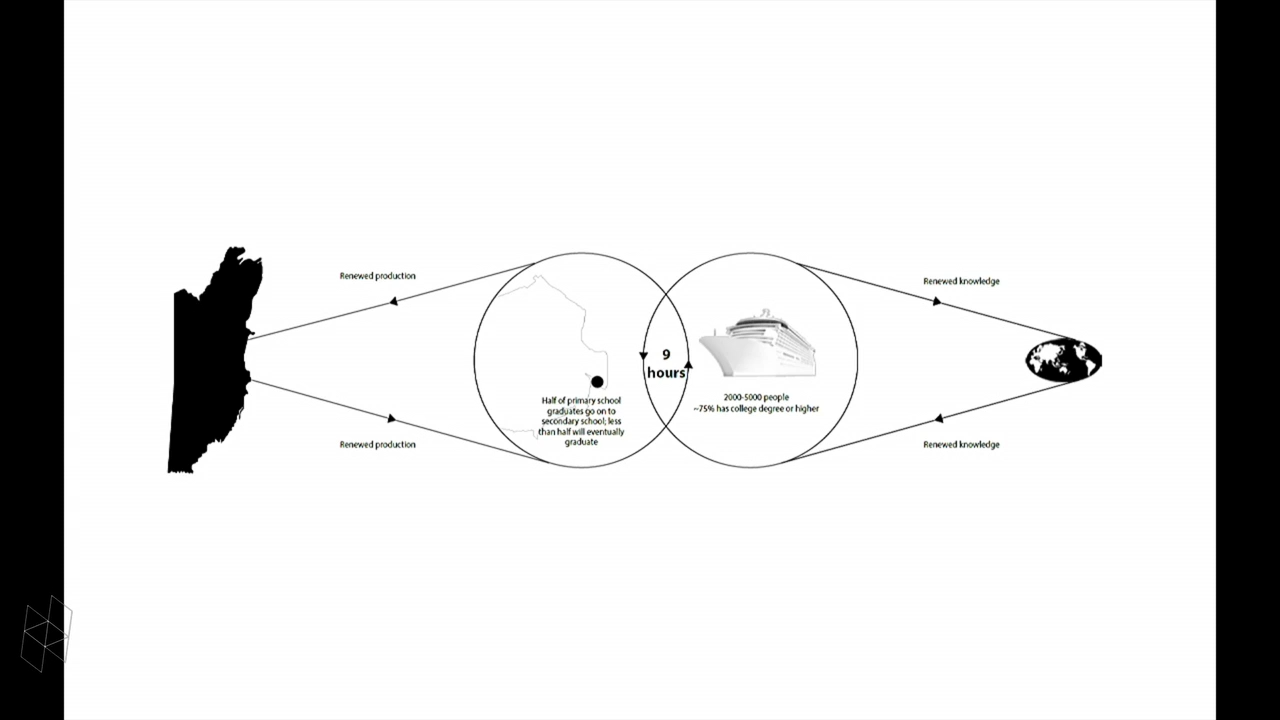 Renewed production
Renewed knowledge
9
hours
Half of primary school
graduates go on to
secondary school; less
than half will eventually
graduate
2000-5000 people
~75% has college degree or higher
Renewed production
Renewed knowledge